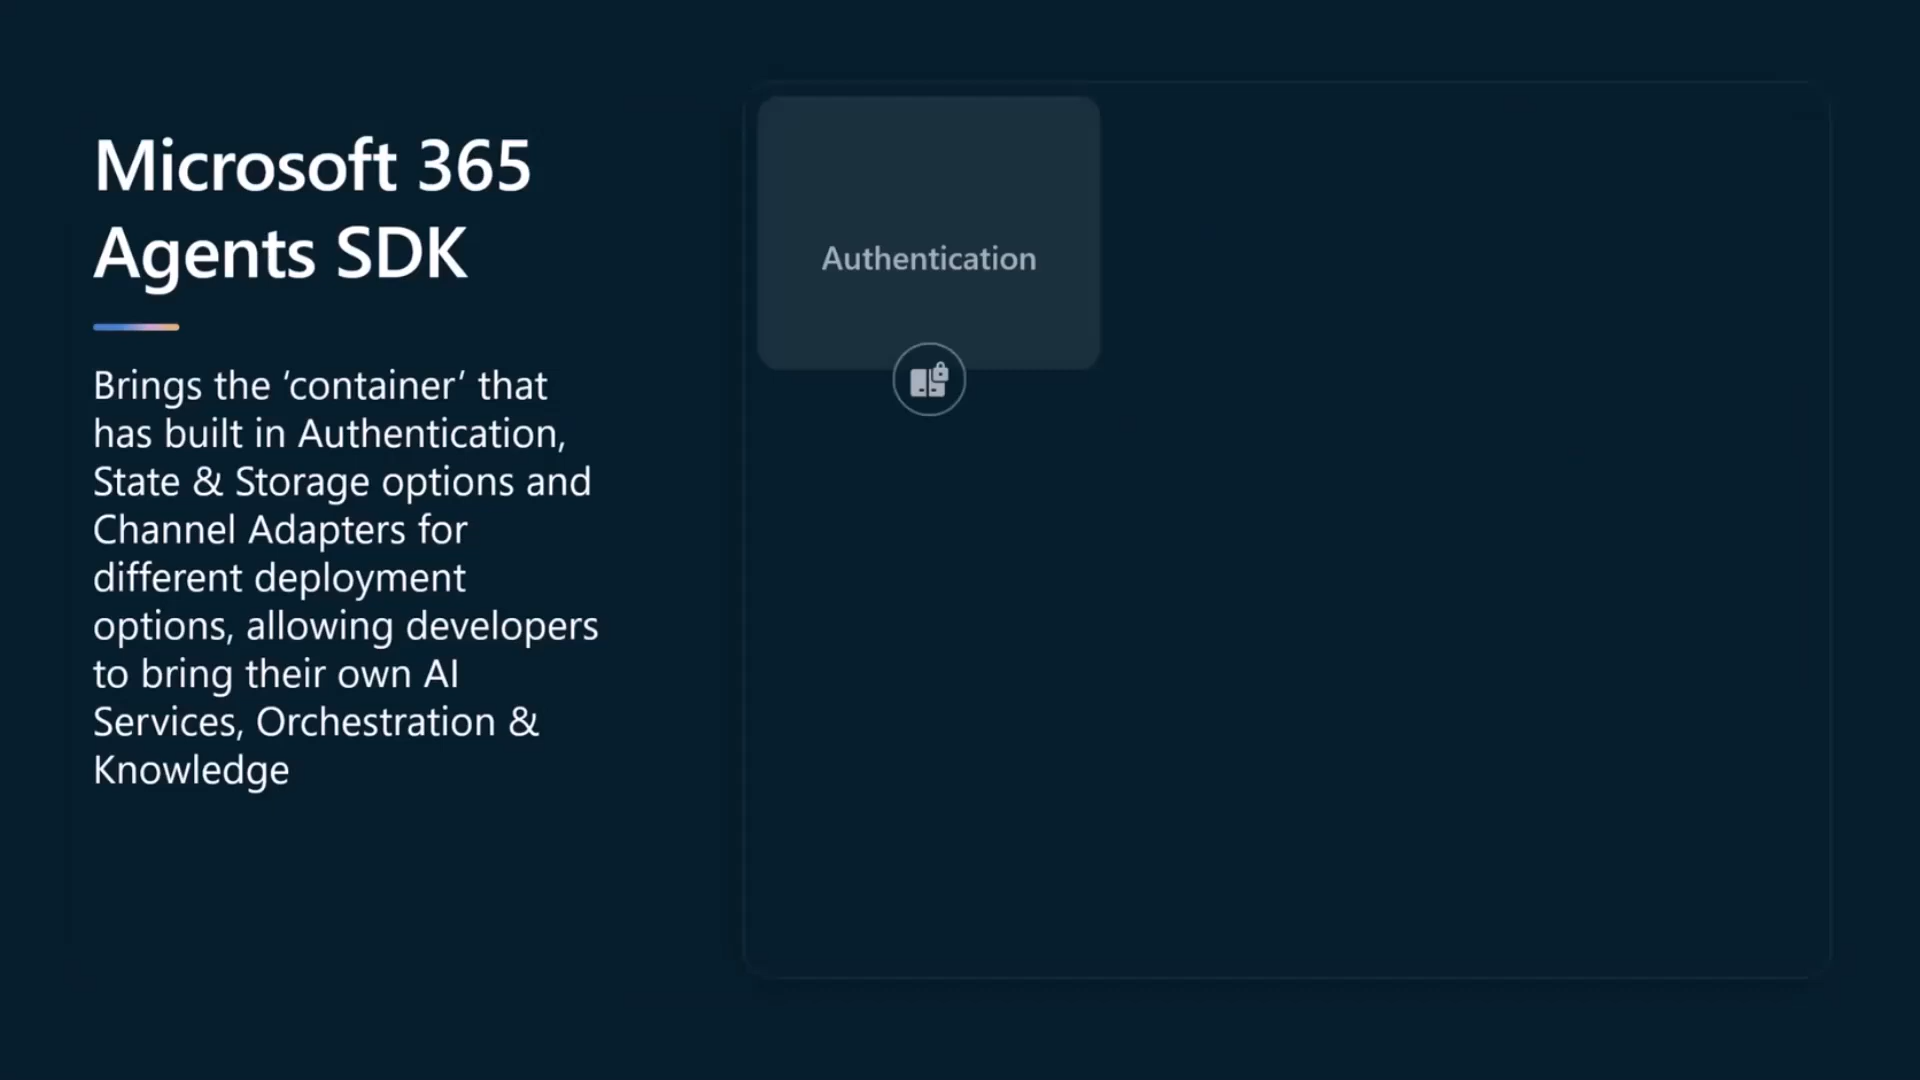 Microsoft 365
Agents SDK
Brings the ‘container’ that
has built in Authentication,
State & Storage options and
Channel Adapters for
different deployment
options, allowing developers
to bring their own AI
Services, Orchestration &
Knowledge
Authentication